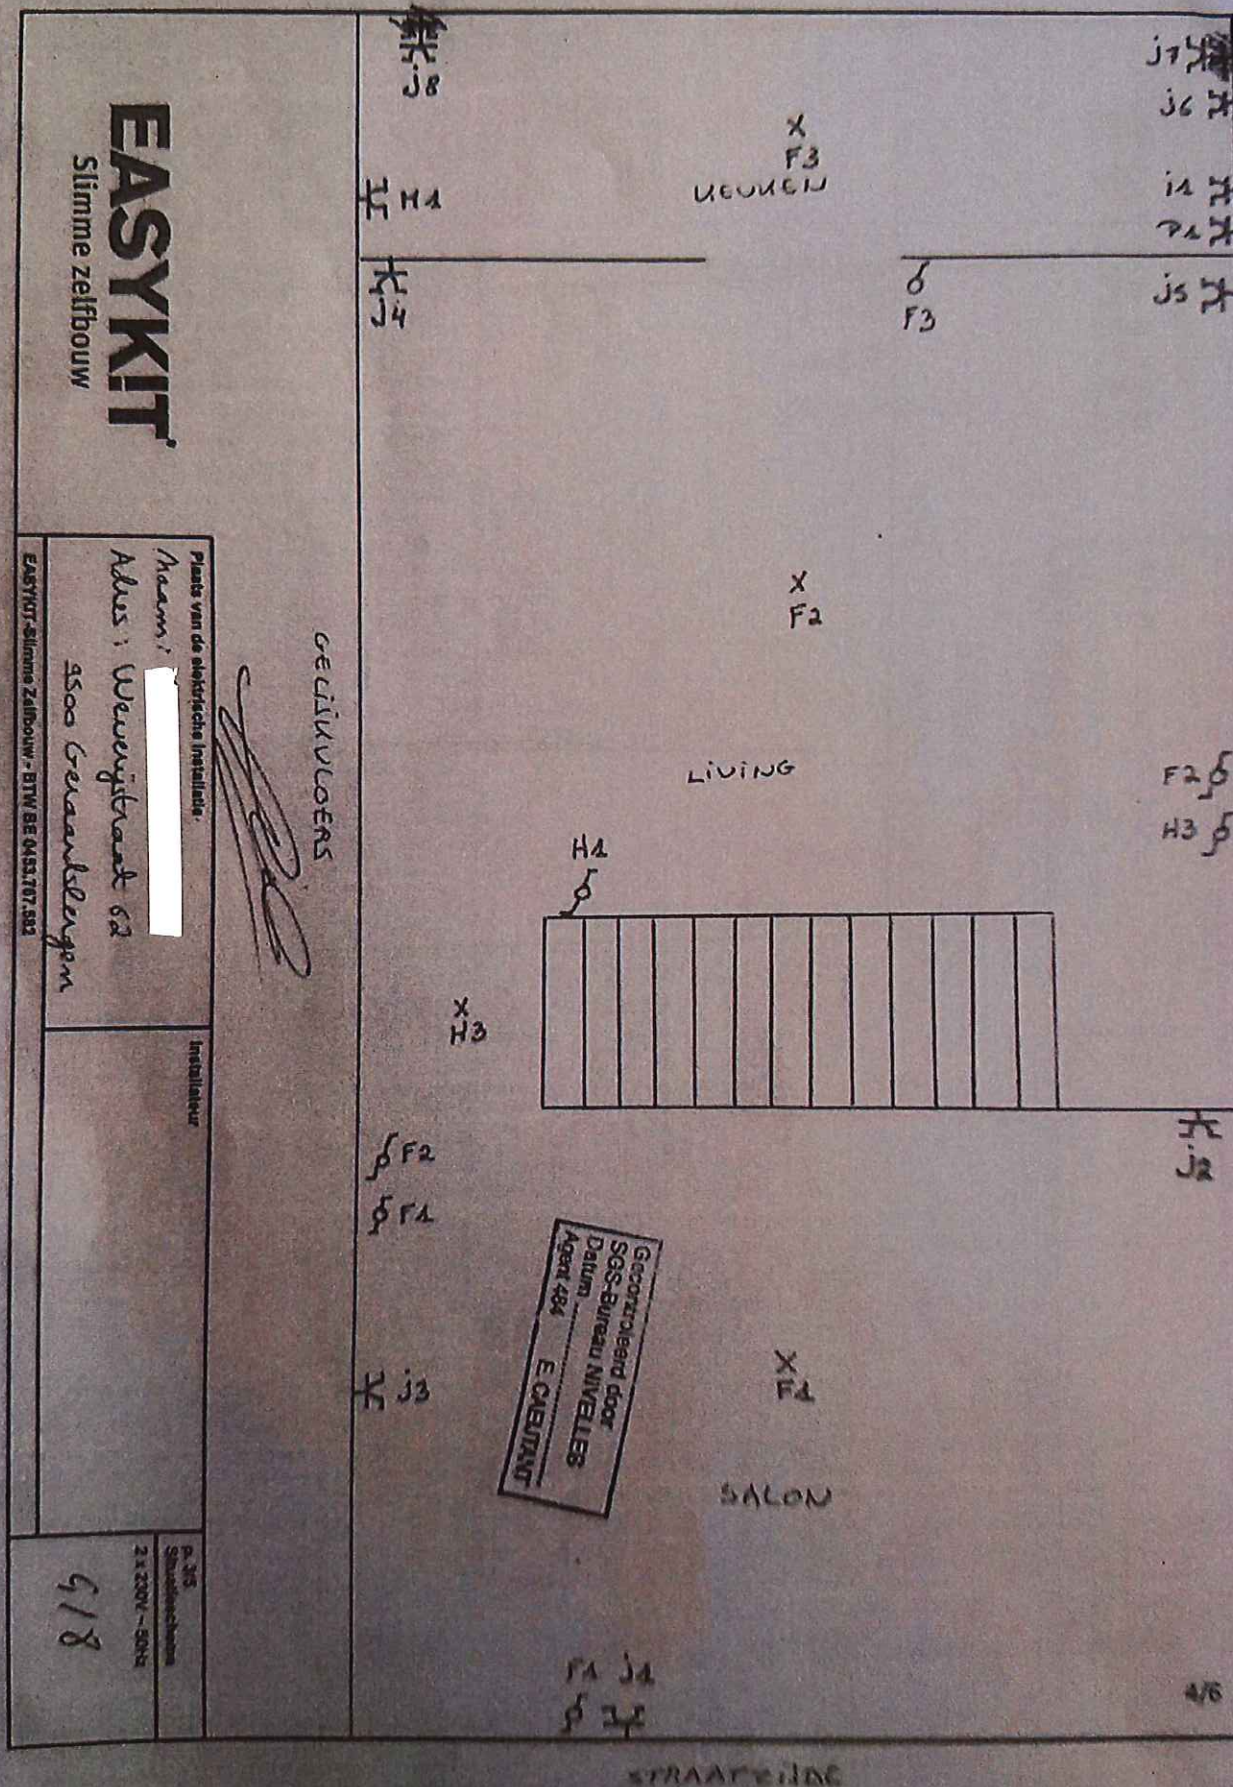 j8
j7
j6
X
F3
KEUKEN
H1
i1
P1
j4
F3
j5
X
F2
LIVING
F2
H3
H1
X
H3
j2
F2
F1
Gecontroleerd door
SGS-Bureau NIVELLES
Datum
Agent 484 E. CABUTANT
X
F1
j3
SALON
F1 j1
4/6
STRAATZIJDE
GELIJKVLOERS
EASYKIT
Slimme zelfbouw
Plaats van de elektrische installatie:
Naam:
Adres: Weverijstraat 62
9500 Geraardsbergen
Installateur
EASYKIT-Slimme Zelfbouw - BTW BE 0453.767.582
p. 3/5
Situatieschema
2 x 230V ~ 50Hz